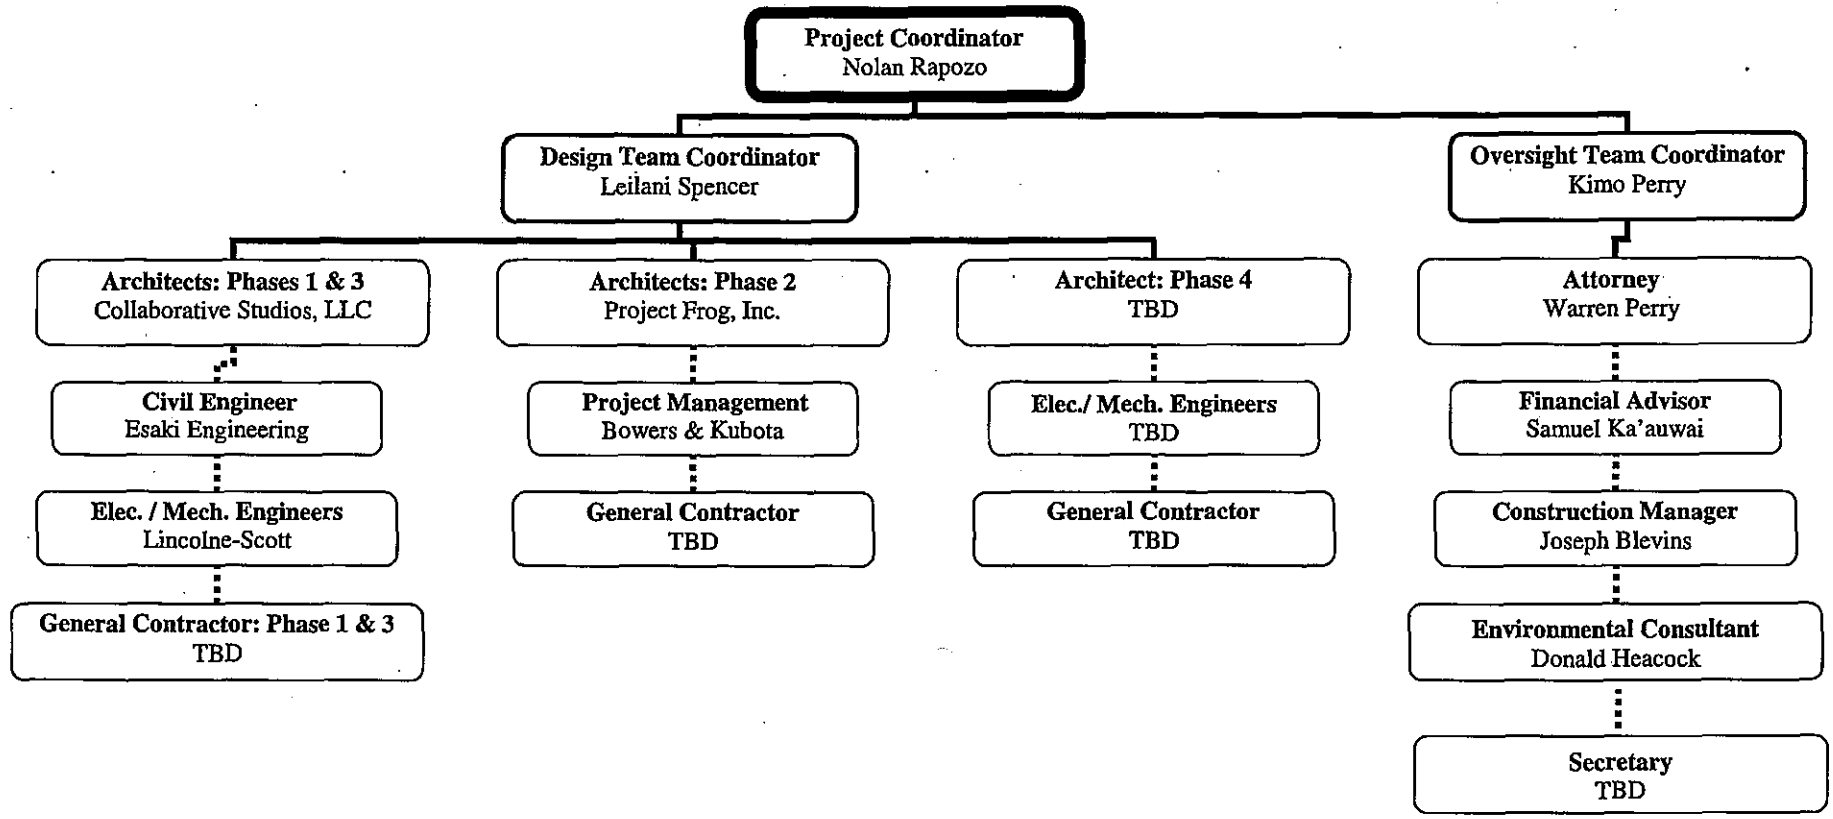 Project Coordinator
Nolan Rapozo
Design Team Coordinator
Leilani Spencer
Oversight Team Coordinator
Kimo Perry
Architects: Phases 1 & 3
Collaborative Studios, LLC
Architects: Phase 2
Project Frog, Inc.
Architect: Phase 4
TBD
Attorney
Warren Perry
Civil Engineer
Esaki Engineering
Project Management
Bowers & Kubota
Elec./ Mech. Engineers
TBD
Financial Advisor
Samuel Ka'auwai
Elec. / Mech. Engineers
Lincolne-Scott
General Contractor
TBD
General Contractor
TBD
Construction Manager
Joseph Blevins
General Contractor: Phase 1 & 3
TBD
Environmental Consultant
Donald Heacock
Secretary
TBD